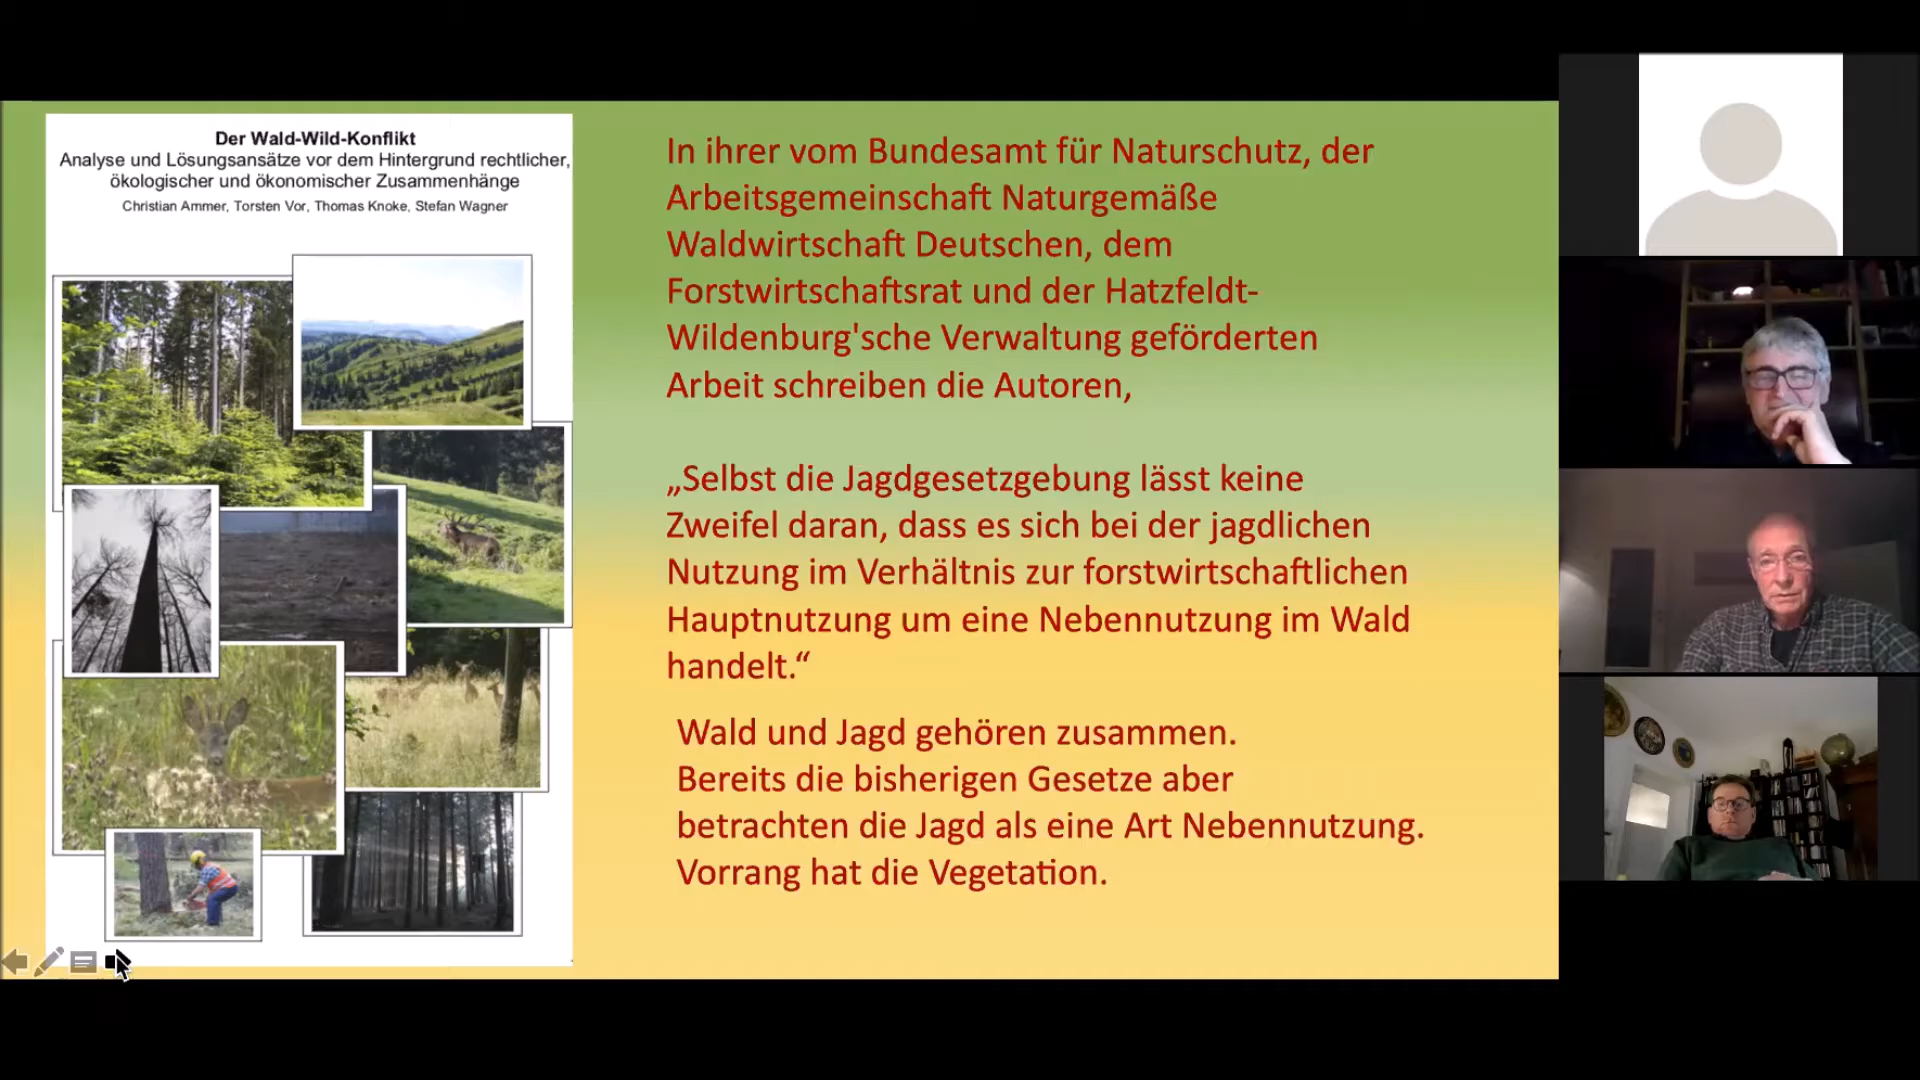 Der Wald-Wild-Konflikt
Analyse und Lösungsansätze vor dem Hintergrund rechtlicher,
ökologischer und ökonomischer Zusammenhänge
Christian Ammer, Torsten Vor, Thomas Knoke, Stefan Wagner
In ihrer vom Bundesamt für Naturschutz, der
Arbeitsgemeinschaft Naturgemäße
Waldwirtschaft Deutschen, dem
Forstwirtschaftsrat und der Hatzfeldt-
Wildenburg'sche Verwaltung geförderten
Arbeit schreiben die Autoren,
„Selbst die Jagdgesetzgebung lässt keine
Zweifel daran, dass es sich bei der jagdlichen
Nutzung im Verhältnis zur forstwirtschaftlichen
Hauptnutzung um eine Nebennutzung im Wald
handelt.“
Wald und Jagd gehören zusammen.
Bereits die bisherigen Gesetze aber
betrachten die Jagd als eine Art Nebennutzung.
Vorrang hat die Vegetation.